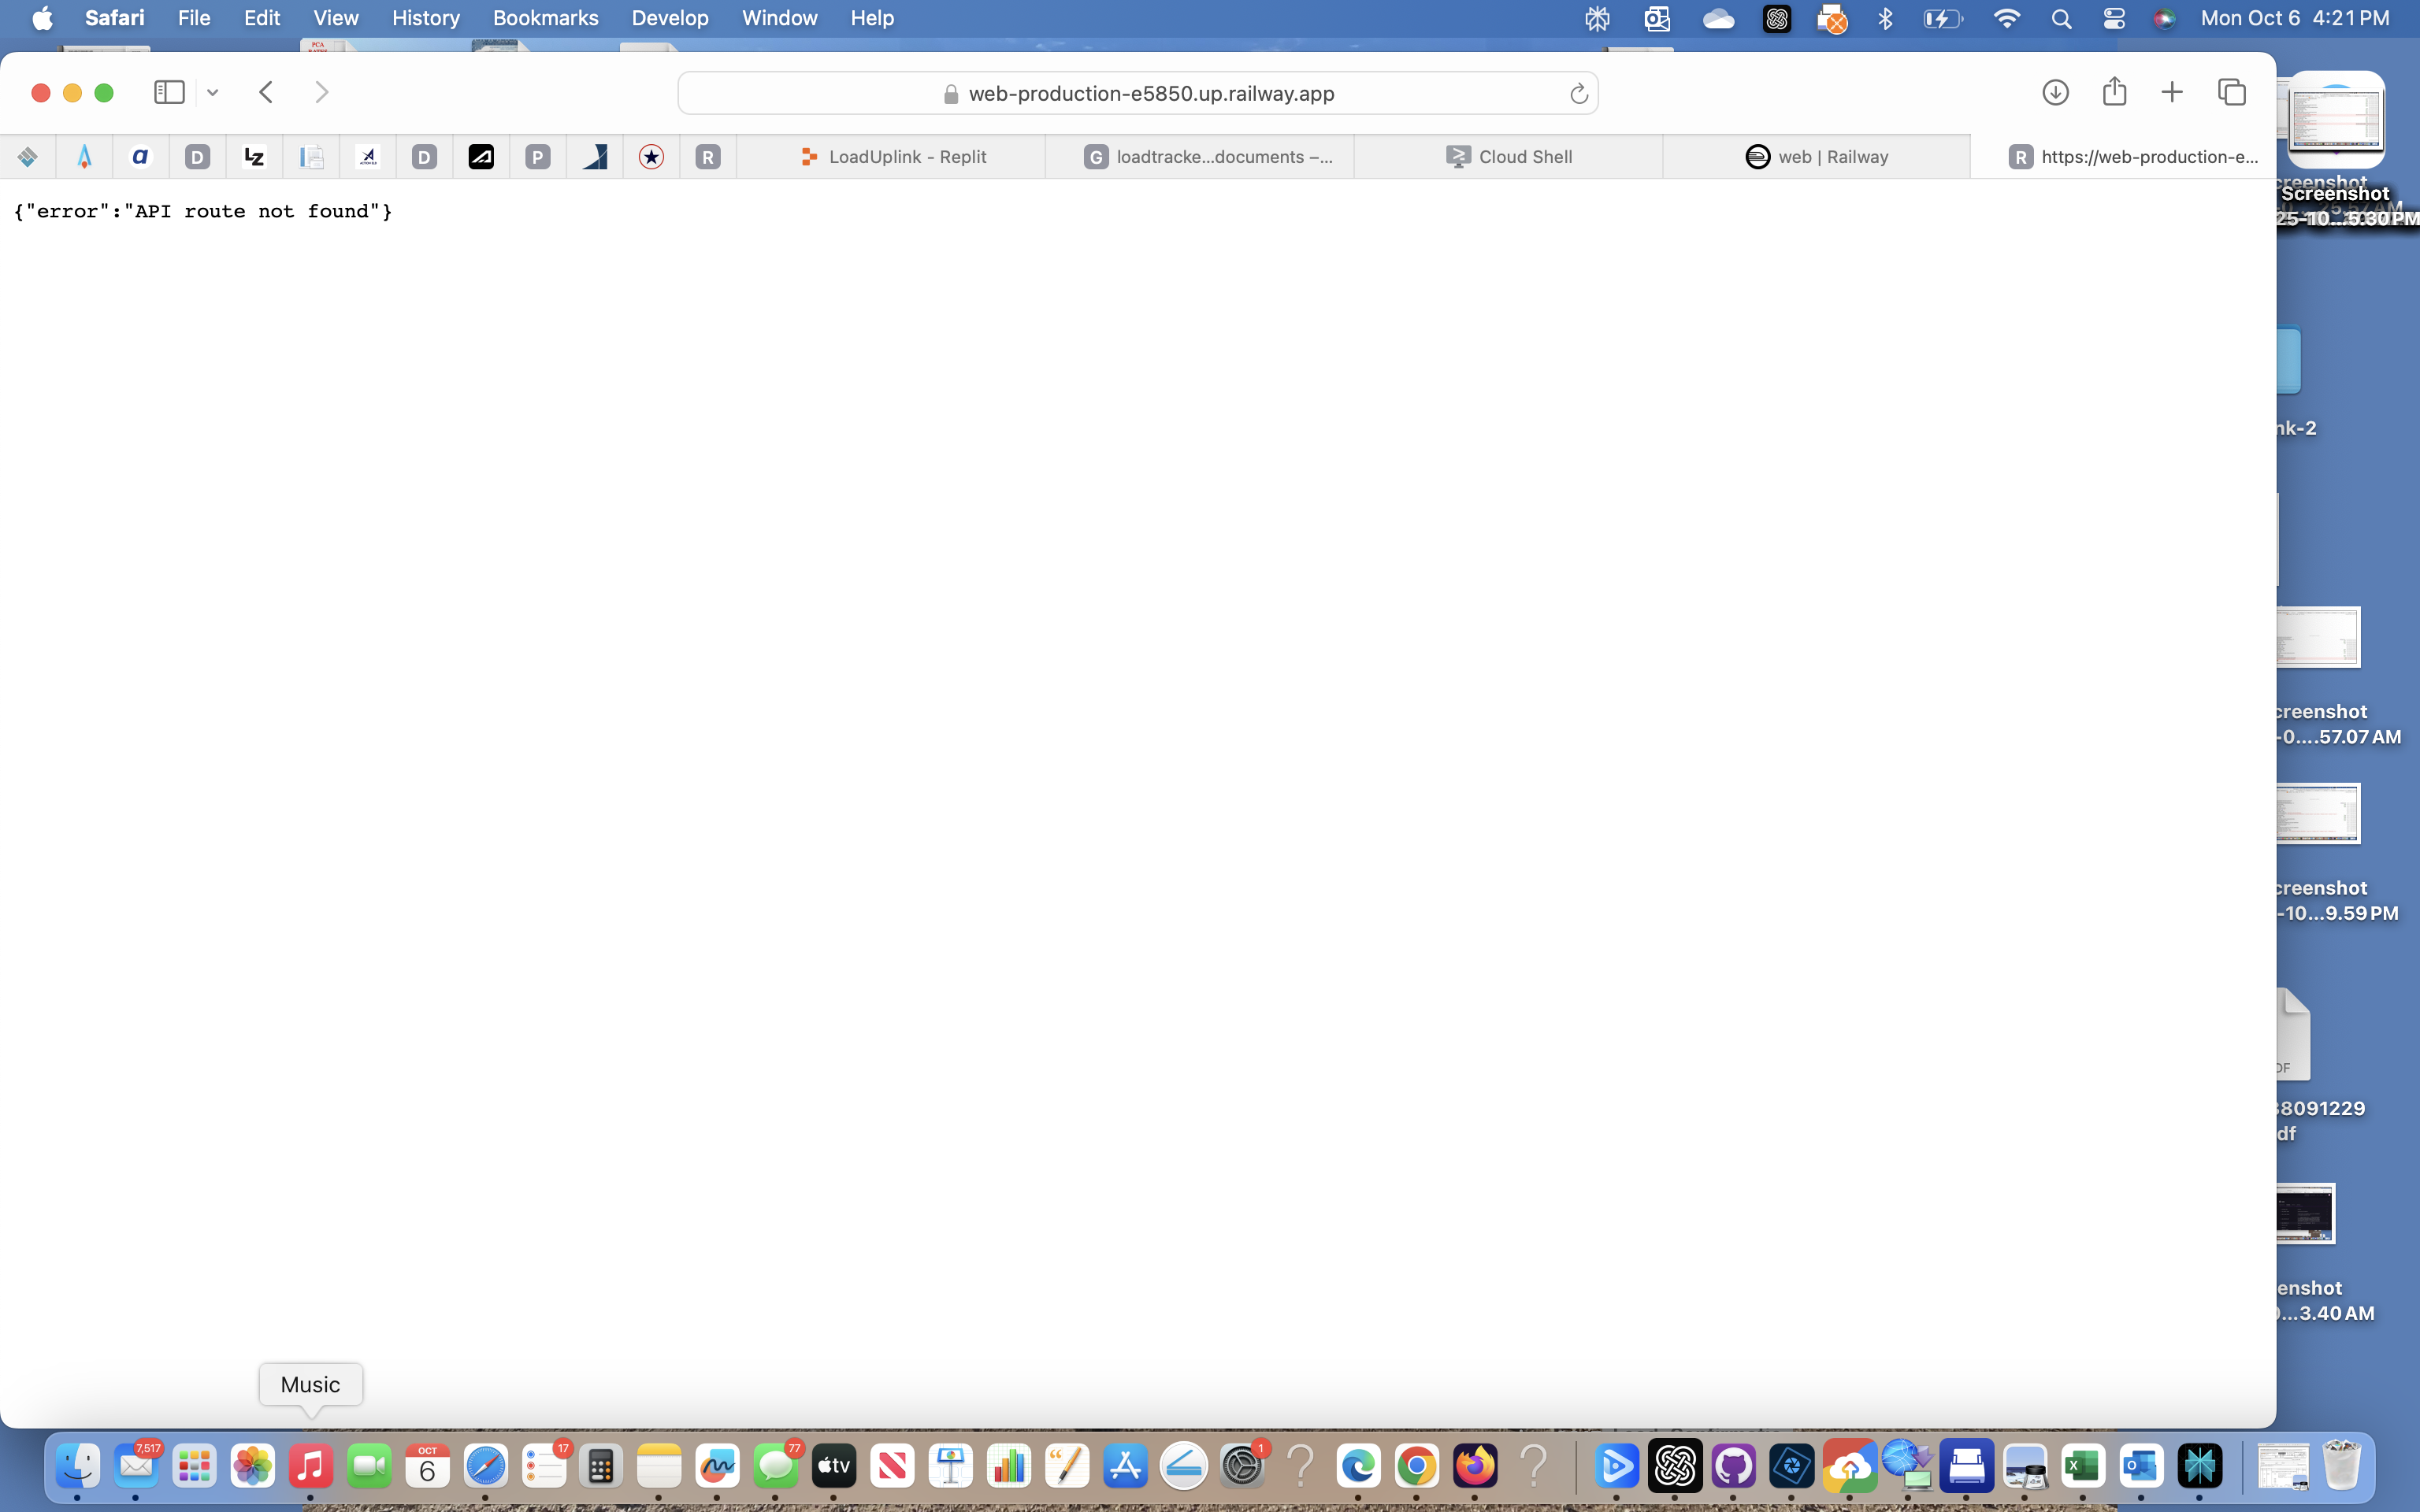 Safari File Edit View History Bookmarks Develop Window Help Mon Oct 6 4:21 PM
PCA
web-production-e5850.up.railway.app
a D LZ D P R LoadUplink - Replit G loadtracke...documents –... Cloud Shell web | Railway R https://web-production-e...
{"error":"API route not found"}
creenshot
Screenshot
25-10...5.30 PM
nk-2
creenshot
-0....57.07 AM
creenshot
-10...9.59 PM
DF
38091229
df
enshot
...3.40 AM
Music
7,517 OCT 6 17 77 tv 1